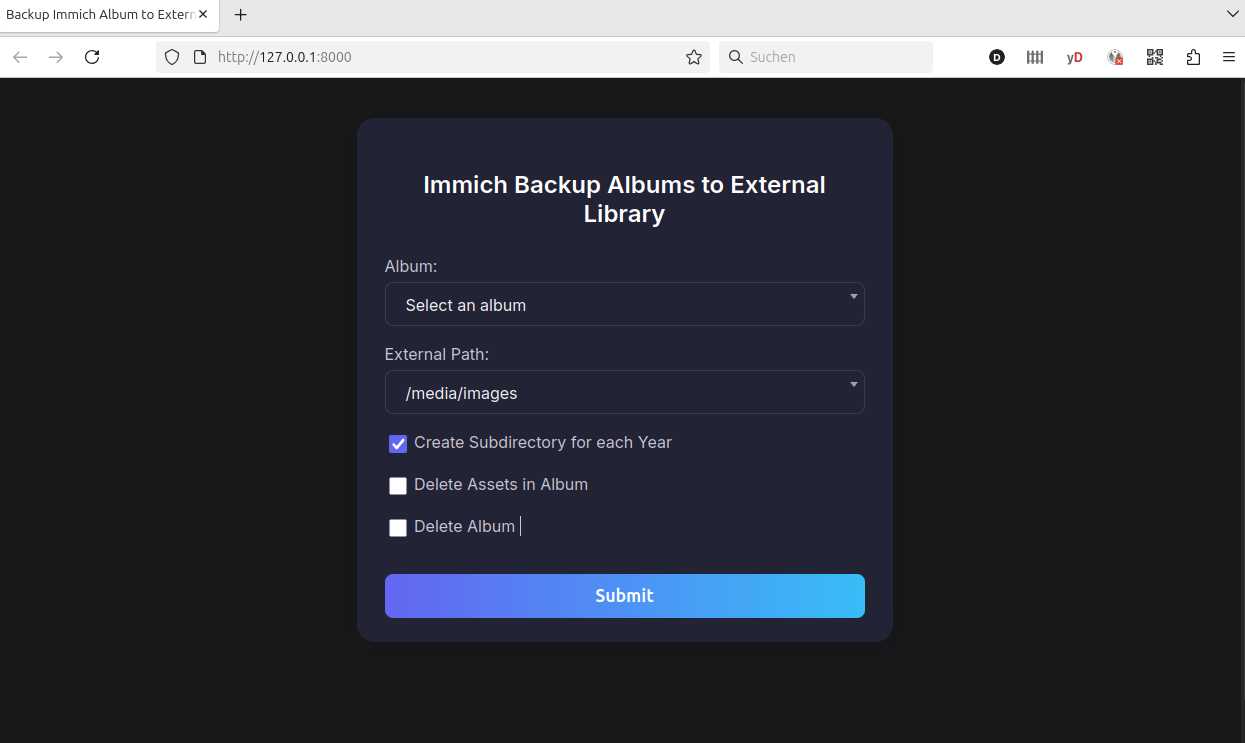 Backup Immich Album to Extern
http://127.0.0.1:8000
Suchen
D
yD
Immich Backup Albums to External
Library
Album:
Select an album
External Path:
/media/images
Create Subdirectory for each Year
Delete Assets in Album
Delete Album
Submit